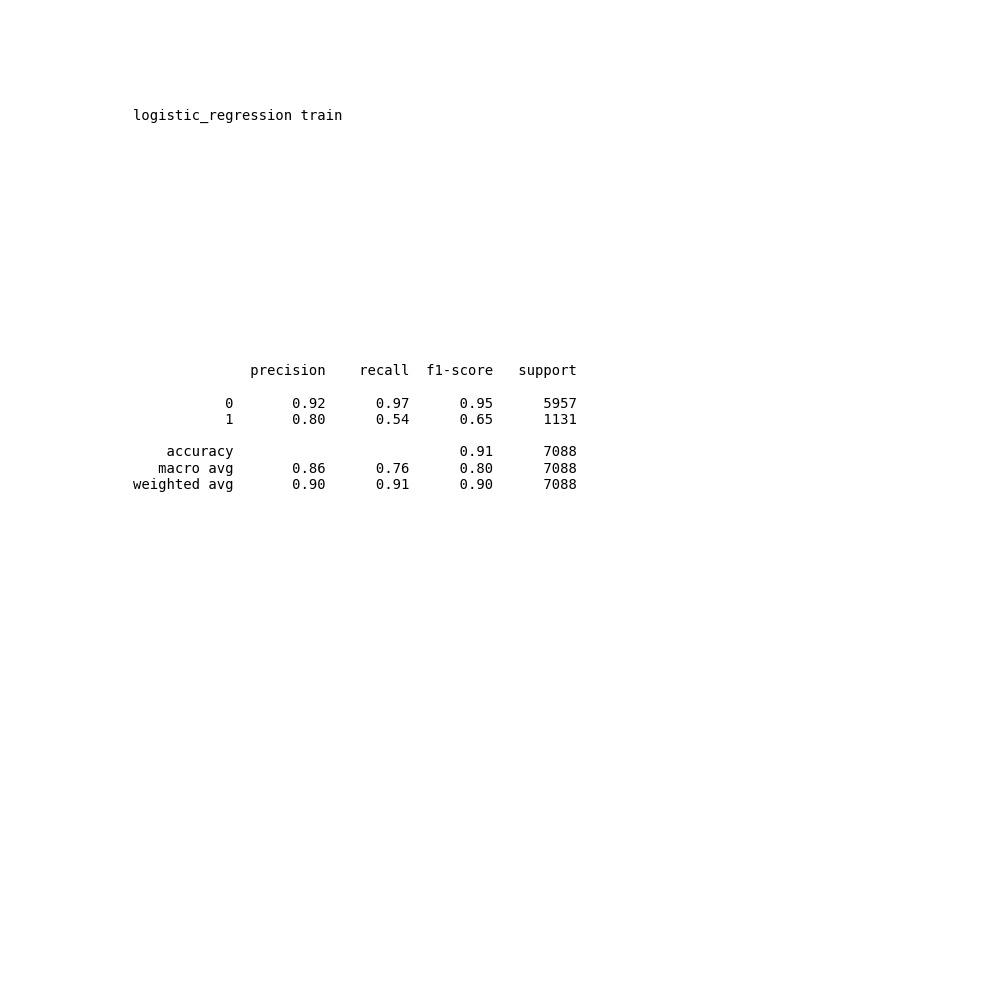 logistic_regression train
precision recall f1-score support
0 0.92 0.97 0.95 5957
1 0.80 0.54 0.65 1131
accuracy 0.91 7088
macro avg 0.86 0.76 0.80 7088
weighted avg 0.90 0.91 0.90 7088